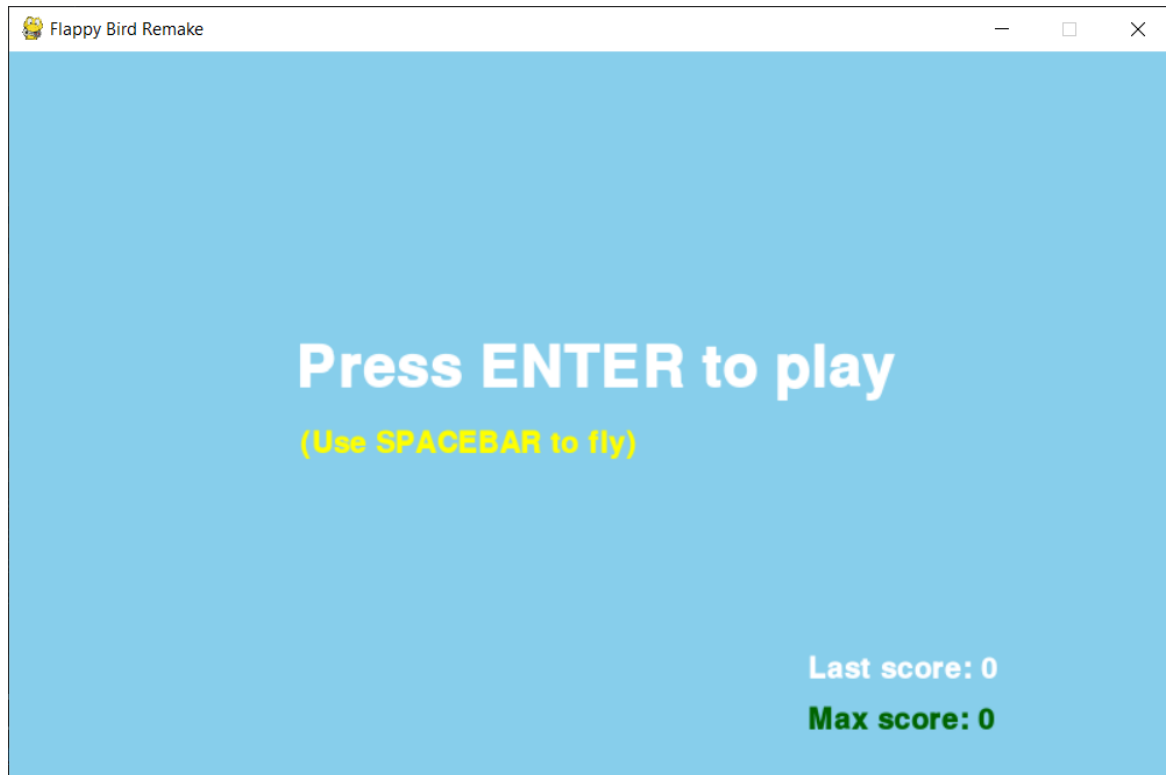 Flappy Bird Remake
Press ENTER to play
(Use SPACEBAR to fly)
Last score: 0
Max score: 0